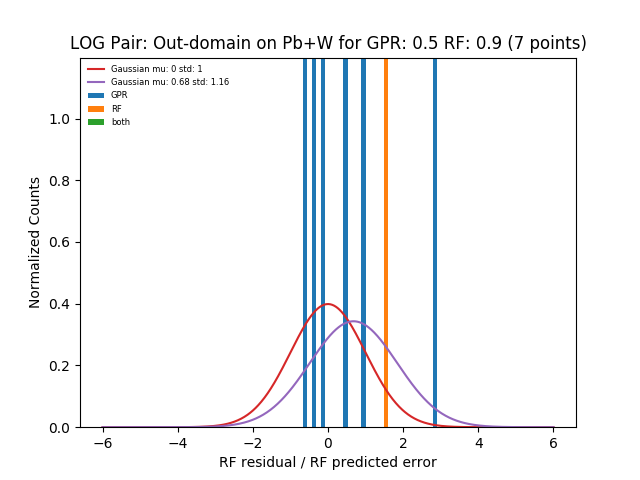 LOG Pair: Out-domain on Pb+W for GPR: 0.5 RF: 0.9 (7 points)
Gaussian mu: 0 std: 1
Gaussian mu: 0.68 std: 1.16
GPR
RF
both
Normalized Counts
1.0
0.8
0.6
0.4
0.2
0.0
−6 −4 −2 0 2 4 6
RF residual / RF predicted error